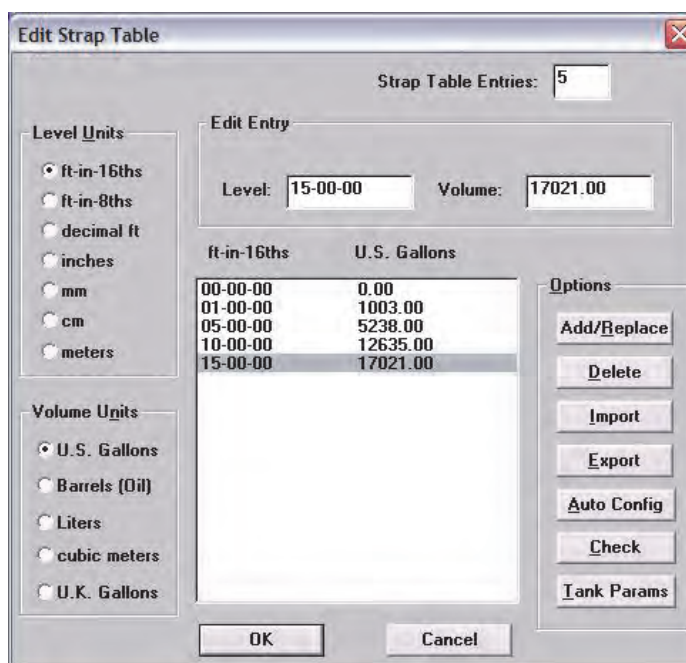 Edit Strap Table
Strap Table Entries: 5
Level Units
ft-in-16ths
ft-in-8ths
decimal ft
inches
mm
cm
meters
Edit Entry
Level: 15-00-00 Volume: 17021.00
ft-in-16ths U.S. Gallons
00-00-00 0.00
01-00-00 1003.00
05-00-00 5238.00
10-00-00 12635.00
15-00-00 17021.00
Volume Units
U.S. Gallons
Barrels (Oil)
Liters
cubic meters
U.K. Gallons
Options
Add/Replace
Delete
Import
Export
Auto Config
Check
Tank Params
OK Cancel